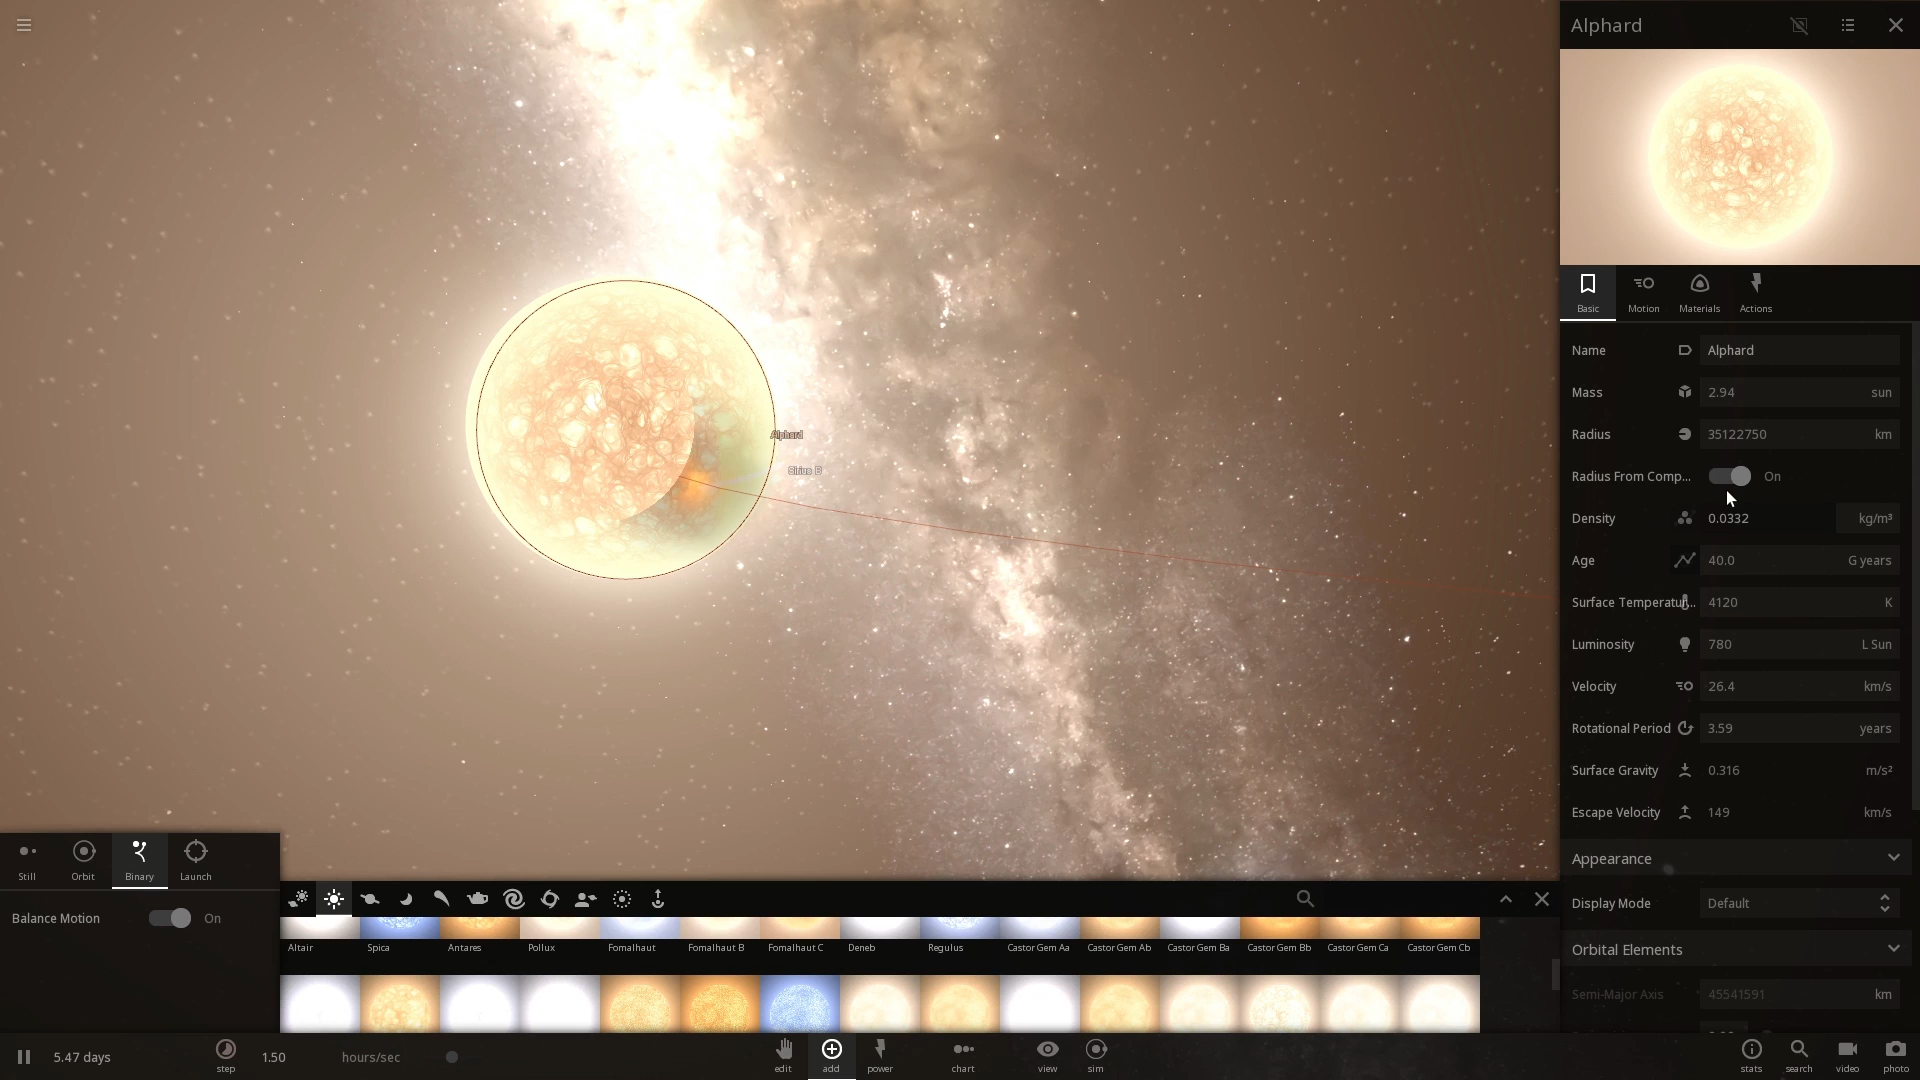 Alphard
Basic
Motion
Materials
Actions
Name
Alphard
Mass
2.94
sun
Radius
35122750
km
Radius From Comp...
On
Density
0.0332
kg/m³
Age
40.0
G years
Surface Temperatur...
4120
K
Luminosity
780
L Sun
Velocity
26.4
km/s
Rotational Period
3.59
years
Surface Gravity
0.316
m/s²
Escape Velocity
149
km/s
Appearance
Display Mode
Default
Orbital Elements
Semi-Major Axis
45541591
km
Alphard
Sirius B
Still
Orbit
Binary
Launch
Balance Motion
On
Altair
Spica
Antares
Pollux
Fomalhaut
Fomalhaut B
Fomalhaut C
Deneb
Regulus
Castor Gem Aa
Castor Gem Ab
Castor Gem Ba
Castor Gem Bb
Castor Gem Ca
Castor Gem Cb
5.47 days
step
1.50
hours/sec
edit
add
power
chart
view
sim
stats
search
video
photo